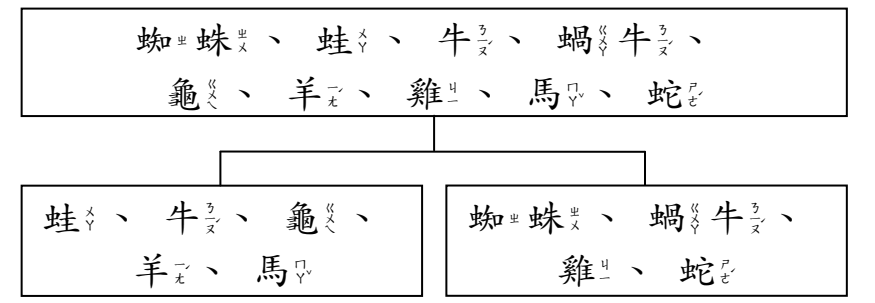 蜘ㄓ蛛ㄓㄨ、蛙ㄨㄚ、牛ㄋㄧㄡˊ、蝸ㄍㄨㄚ牛ㄋㄧㄡˊ、
龜ㄍㄨㄟ、羊ㄧㄤˊ、雞ㄐㄧ、馬ㄇㄚˇ、蛇ㄕㄜˊ
蛙ㄨㄚ、牛ㄋㄧㄡˊ、龜ㄍㄨㄟ、
羊ㄧㄤˊ、馬ㄇㄚˇ
蜘ㄓ蛛ㄓㄨ、蝸ㄍㄨㄚ牛ㄋㄧㄡˊ、
雞ㄐㄧ、蛇ㄕㄜˊ